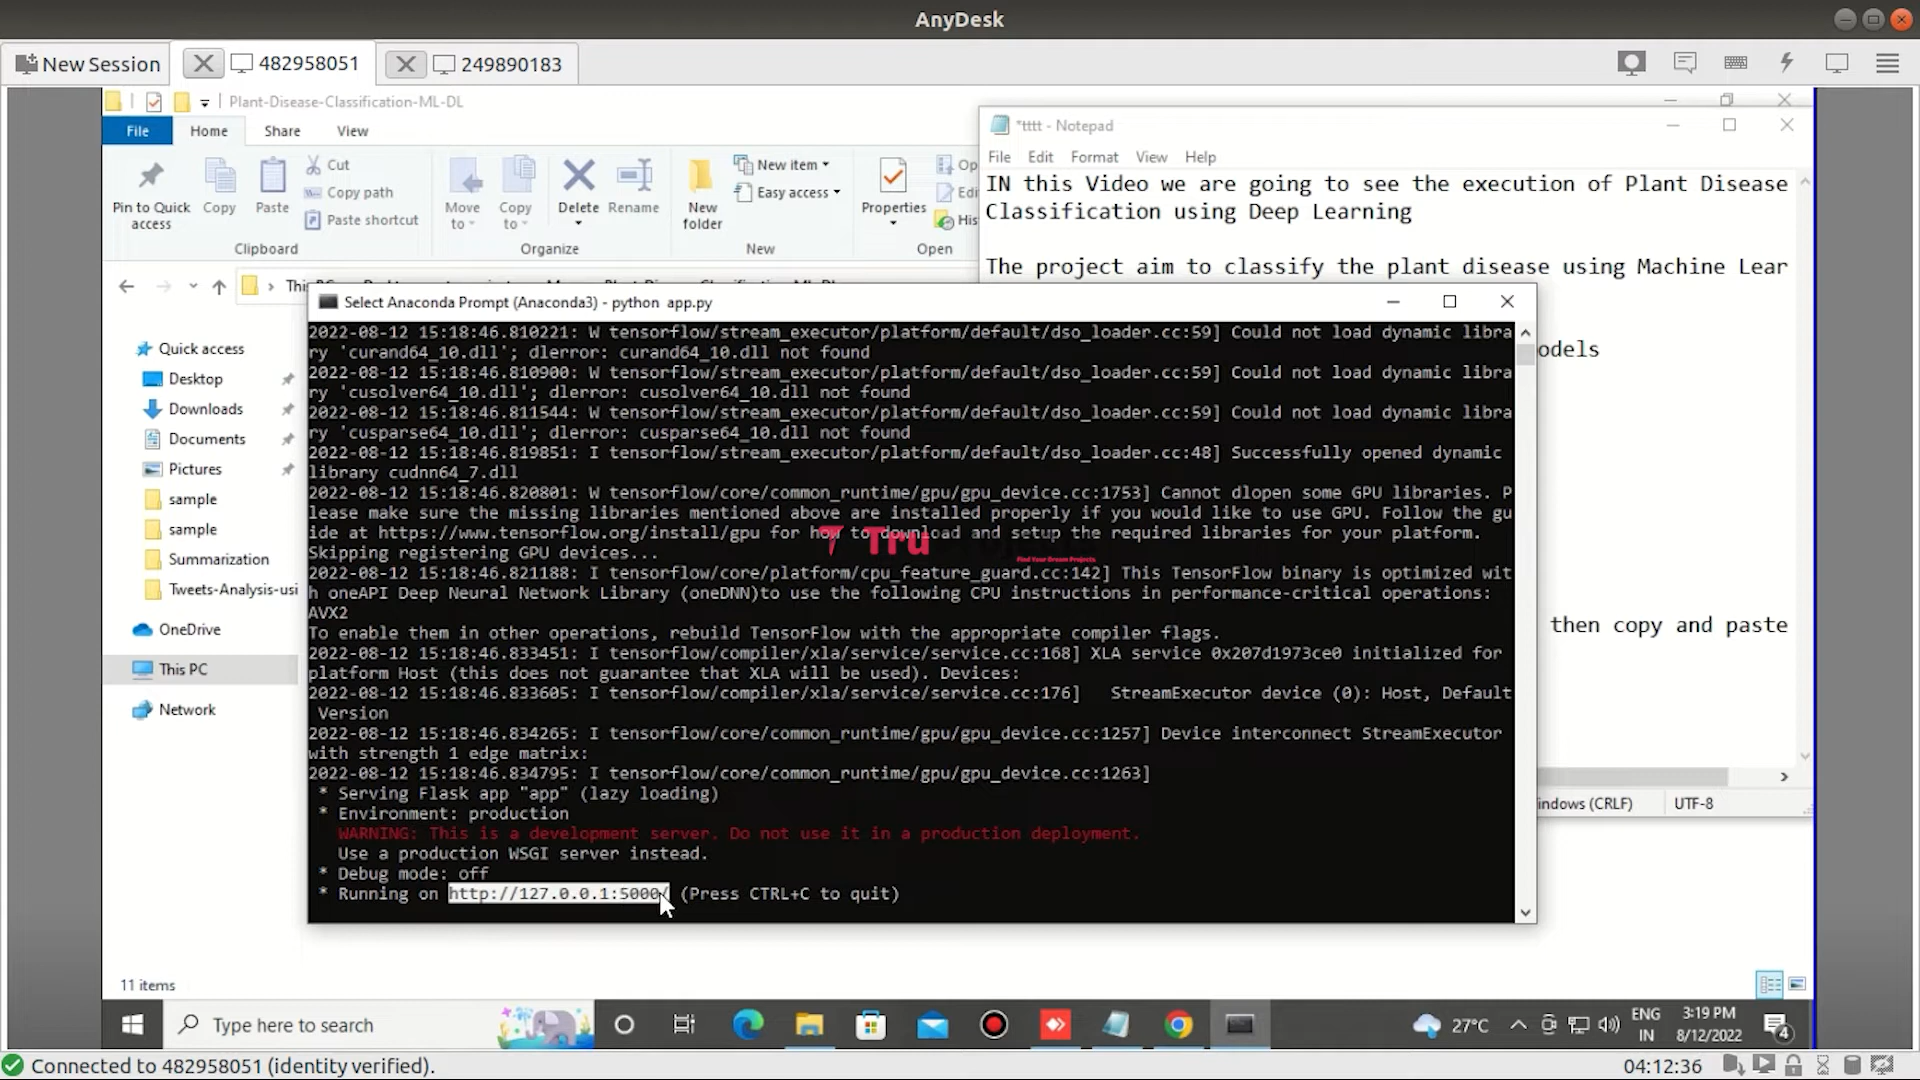 AnyDesk
New Session
482958051
249890183
Plant-Disease-Classification-ML-DL
File Home Share View
Pin to Quick access
Copy
Paste
Cut
Copy path
Paste shortcut
Clipboard
Move to
Copy to
Delete
Rename
Organize
New folder
New item
Easy access
New
Properties
Open
*tttt - Notepad
File Edit Format View Help
IN this Video we are going to see the execution of Plant Disease
Classification using Deep Learning
The project aim to classify the plant disease using Machine Lear
odels
then copy and paste
indows (CRLF) UTF-8
Quick access
Desktop
Downloads
Documents
Pictures
sample
sample
Summarization
Tweets-Analysis-usi
OneDrive
This PC
Network
Select Anaconda Prompt (Anaconda3) - python app.py
2022-08-12 15:18:46.810221: W tensorflow/stream_executor/platform/default/dso_loader.cc:59] Could not load dynamic libra
ry 'curand64_10.dll'; dlerror: curand64_10.dll not found
2022-08-12 15:18:46.810900: W tensorflow/stream_executor/platform/default/dso_loader.cc:59] Could not load dynamic libra
ry 'cusolver64_10.dll'; dlerror: cusolver64_10.dll not found
2022-08-12 15:18:46.811544: W tensorflow/stream_executor/platform/default/dso_loader.cc:59] Could not load dynamic libra
ry 'cusparse64_10.dll'; dlerror: cusparse64_10.dll not found
2022-08-12 15:18:46.819851: I tensorflow/stream_executor/platform/default/dso_loader.cc:48] Successfully opened dynamic
library cudnn64_7.dll
2022-08-12 15:18:46.820801: W tensorflow/core/common_runtime/gpu/gpu_device.cc:1753] Cannot dlopen some GPU libraries. P
lease make sure the missing libraries mentioned above are installed properly if you would like to use GPU. Follow the gu
ide at https://www.tensorflow.org/install/gpu for how to download and setup the required libraries for your platform.
Skipping registering GPU devices...
2022-08-12 15:18:46.821188: I tensorflow/core/platform/cpu_feature_guard.cc:142] This TensorFlow binary is optimized wit
h oneAPI Deep Neural Network Library (oneDNN)to use the following CPU instructions in performance-critical operations:
AVX2
To enable them in other operations, rebuild TensorFlow with the appropriate compiler flags.
2022-08-12 15:18:46.833451: I tensorflow/compiler/xla/service/service.cc:168] XLA service 0x207d1973ce0 initialized for
platform Host (this does not guarantee that XLA will be used). Devices:
2022-08-12 15:18:46.833605: I tensorflow/compiler/xla/service/service.cc:176] StreamExecutor device (0): Host, Default
Version
2022-08-12 15:18:46.834265: I tensorflow/core/common_runtime/gpu/gpu_device.cc:1257] Device interconnect StreamExecutor
with strength 1 edge matrix:
2022-08-12 15:18:46.834795: I tensorflow/core/common_runtime/gpu/gpu_device.cc:1263]
* Serving Flask app "app" (lazy loading)
* Environment: production
WARNING: This is a development server. Do not use it in a production deployment.
Use a production WSGI server instead.
* Debug mode: off
* Running on http://127.0.0.1:5000/ (Press CTRL+C to quit)
Tru
Find Your Dream Projects
11 items
Type here to search
27°C
ENG
IN
3:19 PM
8/12/2022
4
Connected to 482958051 (identity verified).
04:12:36